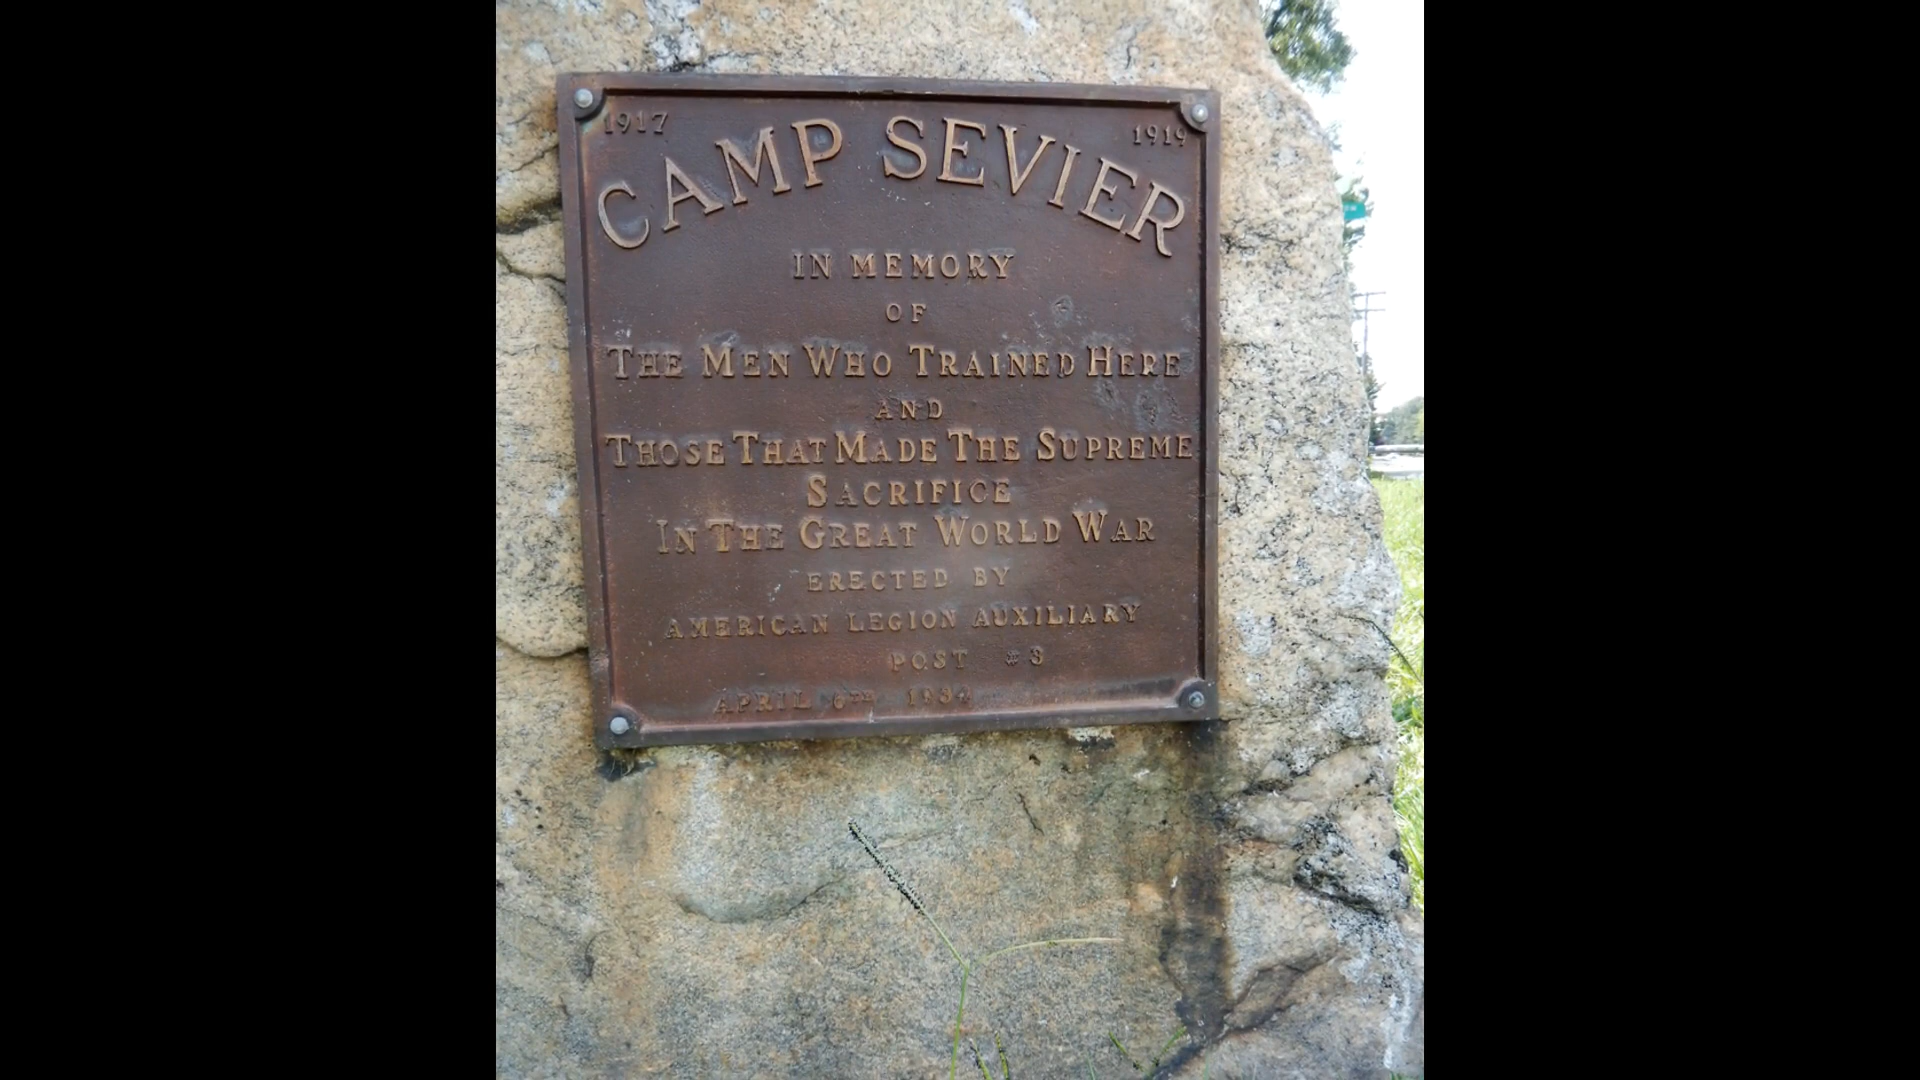 1917 1919
CAMP SEVIER
IN MEMORY
OF
THE MEN WHO TRAINED HERE
AND
THOSE THAT MADE THE SUPREME
SACRIFICE
IN THE GREAT WORLD WAR
ERECTED BY
AMERICAN LEGION AUXILIARY
POST #3
APRIL 6TH